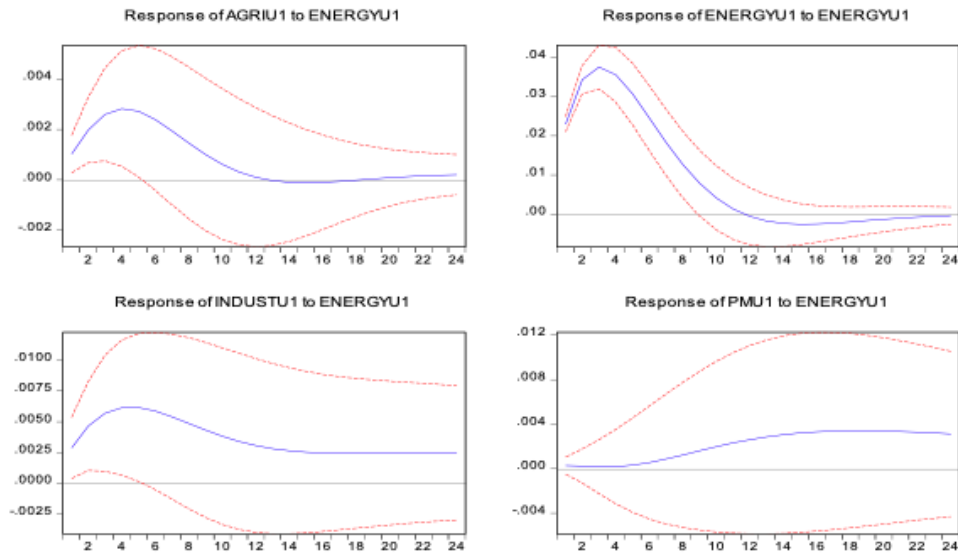 Response of AGRIU1 to ENERGYU1
.004
.002
.000
-.002
2 4 6 8 10 12 14 16 18 20 22 24
Response of ENERGYU1 to ENERGYU1
.04
.03
.02
.01
.00
2 4 6 8 10 12 14 16 18 20 22 24
Response of INDUSTU1 to ENERGYU1
.0100
.0075
.0050
.0025
.0000
-.0025
2 4 6 8 10 12 14 16 18 20 22 24
Response of PMU1 to ENERGYU1
.012
.008
.004
.000
-.004
2 4 6 8 10 12 14 16 18 20 22 24